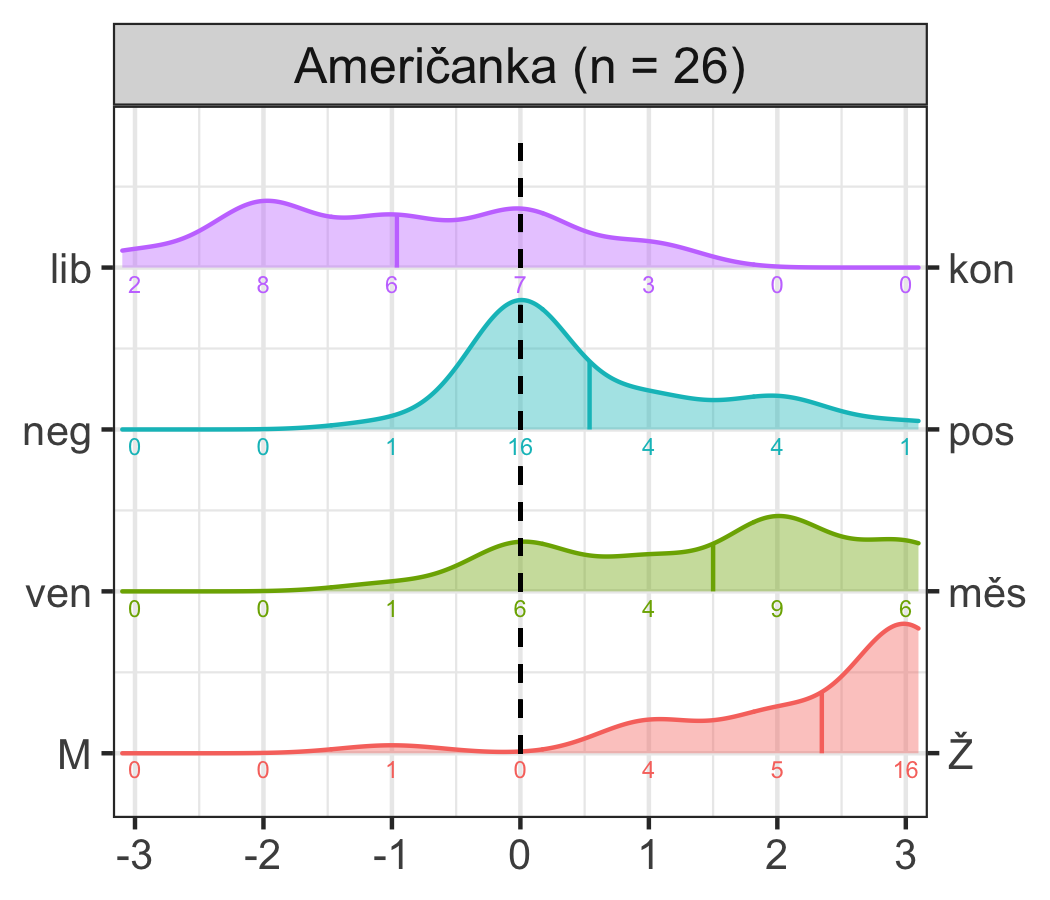 Američanka (n = 26)
lib kon
2 8 6 7 3 0 0
neg pos
0 0 1 16 4 4 1
ven měs
0 0 1 6 4 9 6
M Ž
0 0 1 0 4 5 16
-3 -2 -1 0 1 2 3